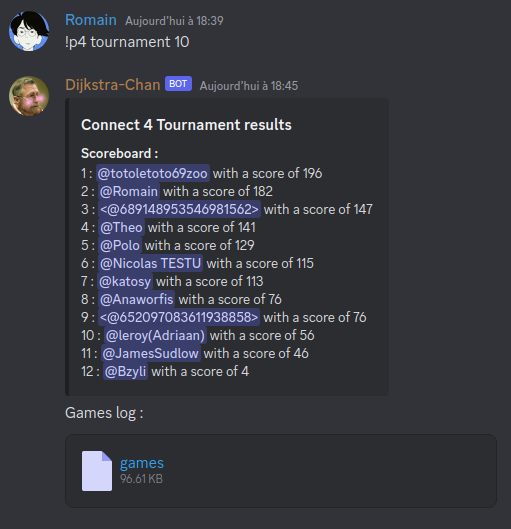 Romain Aujourd'hui à 18:39
!p4 tournament 10
Dijkstra-Chan BOT Aujourd'hui à 18:45
Connect 4 Tournament results
Scoreboard :
1 : @totoletoto69zoo with a score of 196
2 : @Romain with a score of 182
3 : <@689148953546981562> with a score of 147
4 : @Theo with a score of 141
5 : @Polo with a score of 129
6 : @Nicolas TESTU with a score of 115
7 : @katosy with a score of 113
8 : @Anaworfis with a score of 76
9 : <@652097083611938858> with a score of 76
10 : @leroy(Adriaan) with a score of 56
11 : @JamesSudlow with a score of 46
12 : @Bzyli with a score of 4
Games log :
games
96.61 KB